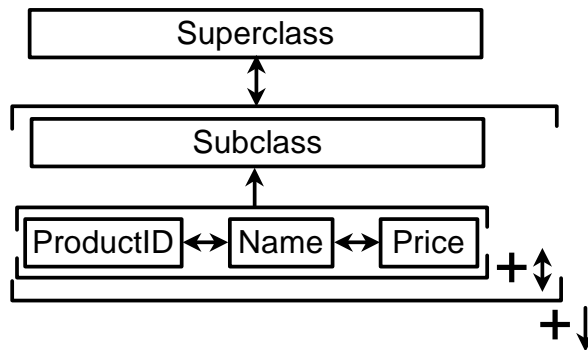 Superclass
Subclass
ProductID Name Price
+
+